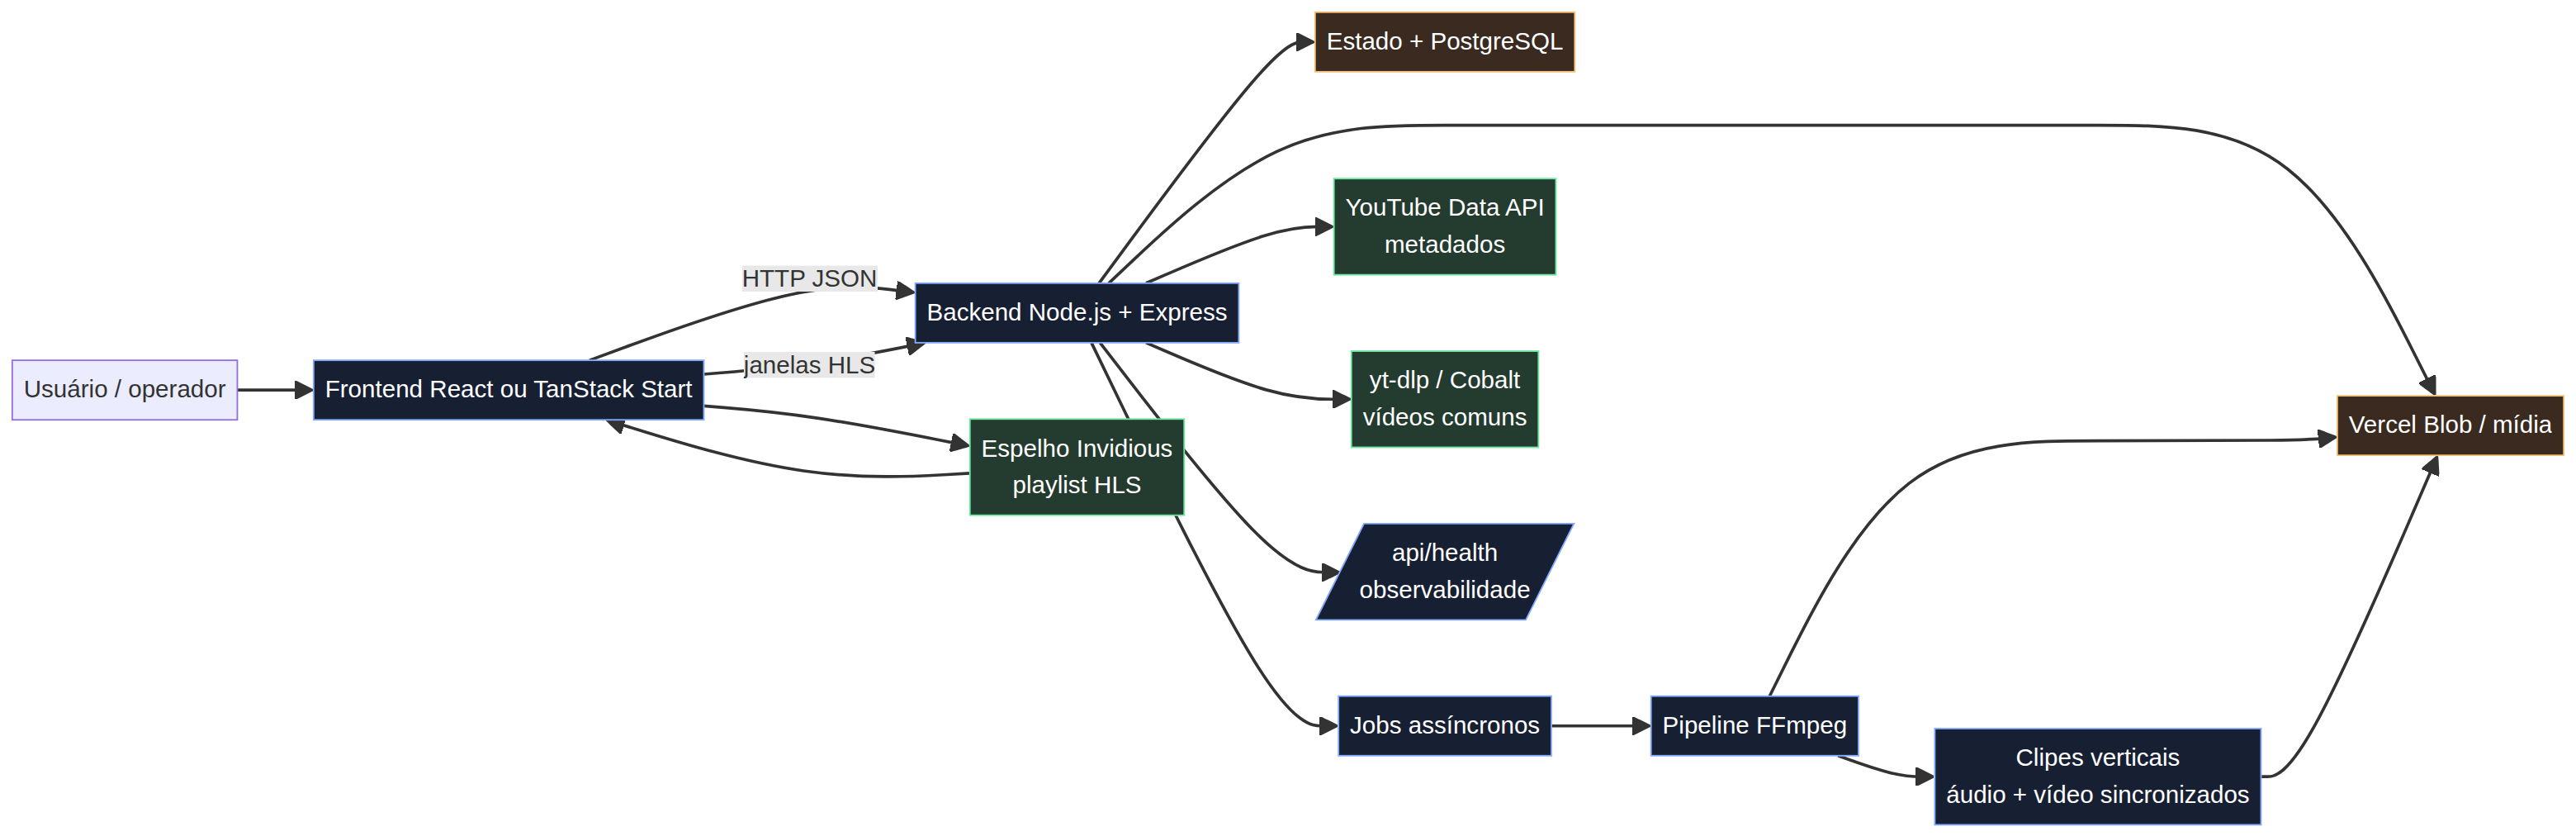 Estado + PostgreSQL
YouTube Data API
metadados
HTTP JSON
Backend Node.js + Express
janelas HLS
Usuário / operador
Frontend React ou TanStack Start
yt-dlp / Cobalt
vídeos comuns
Vercel Blob / mídia
Espelho Invidious
playlist HLS
api/health
observabilidade
Jobs assíncronos
Pipeline FFmpeg
Clipes verticais
áudio + vídeo sincronizados